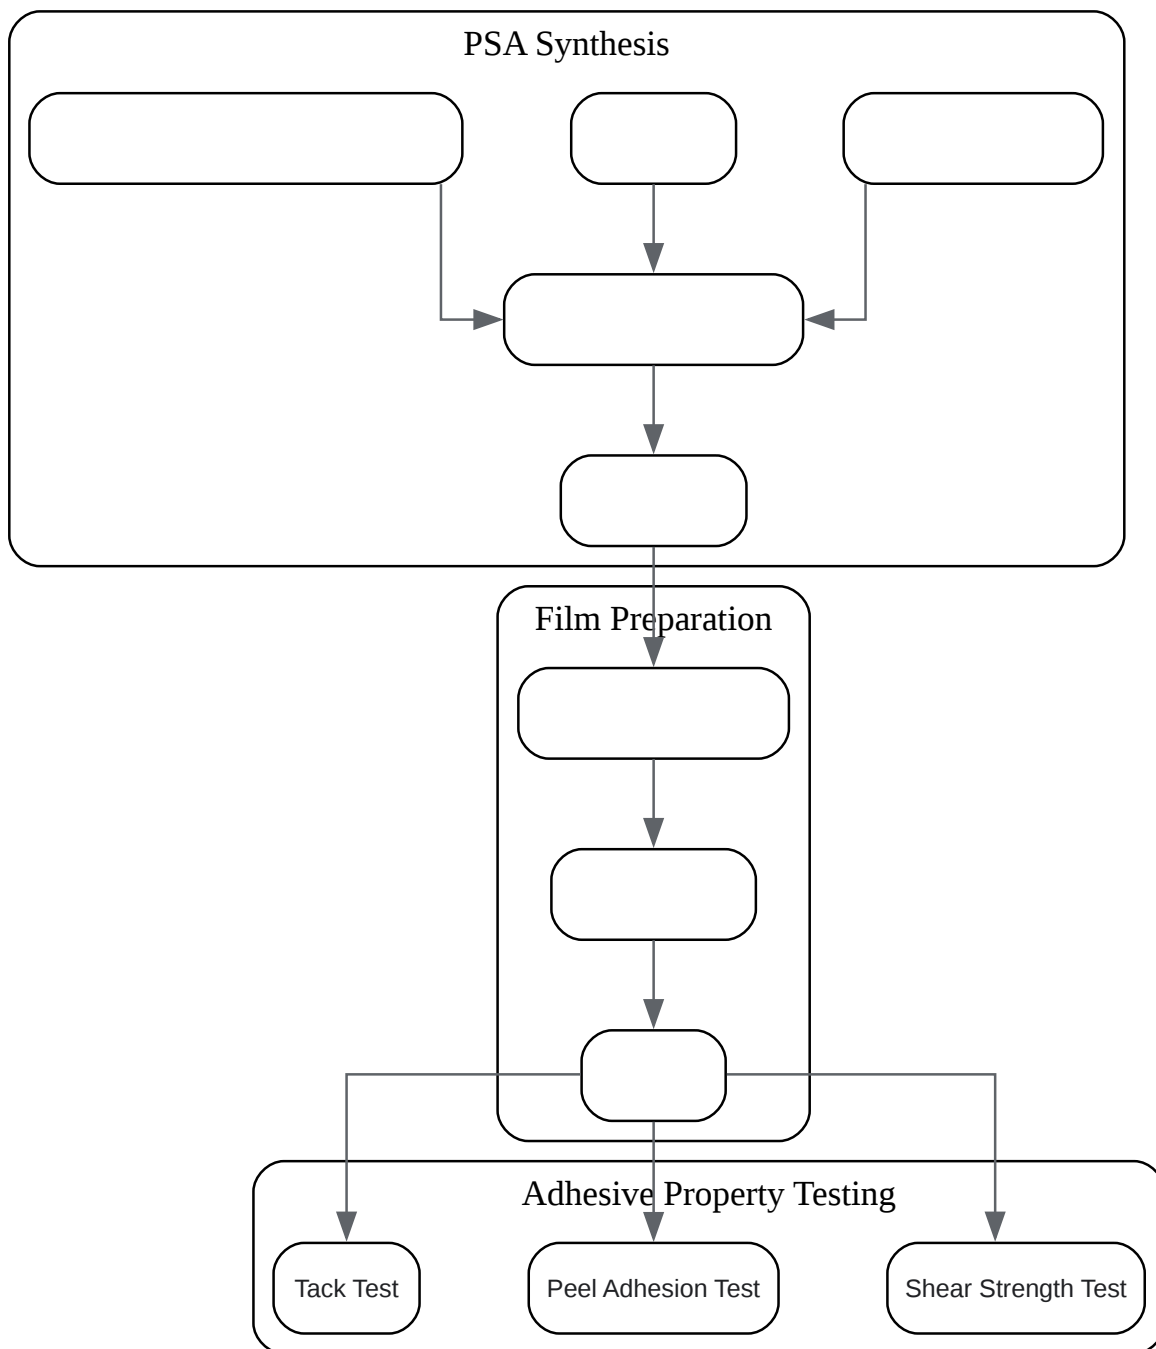 PSA Synthesis
Film Preparation
Adhesive Property Testing
Tack Test
Peel Adhesion Test
Shear Strength Test